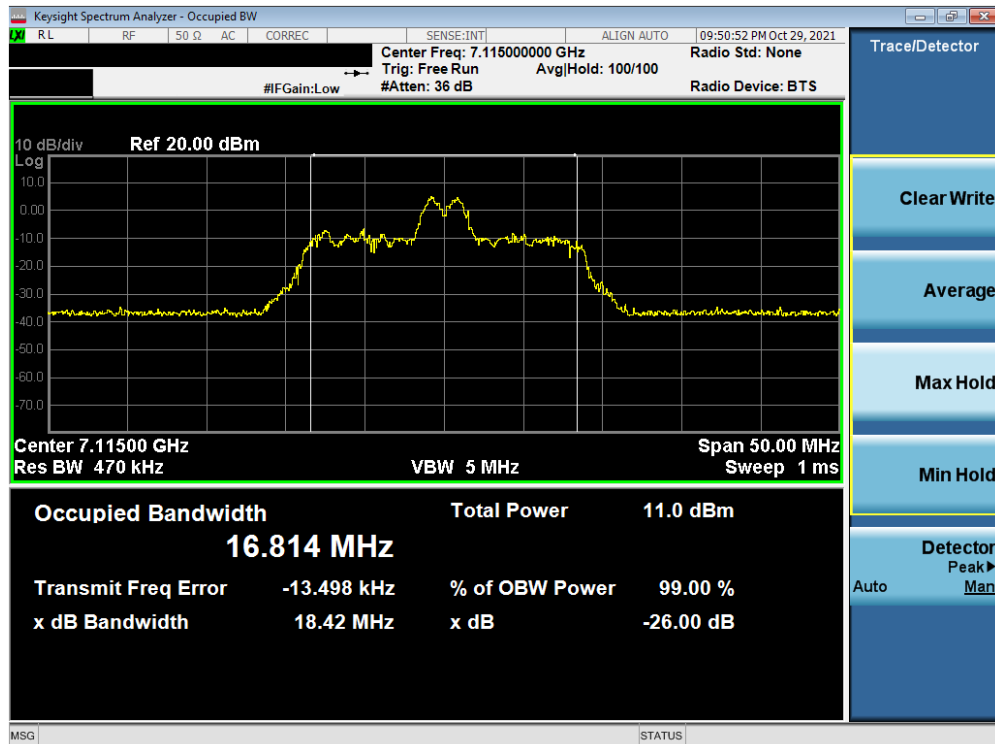 Keysight Spectrum Analyzer - Occupied BW
LXI RL RF 50 Ω AC CORREC SENSE:INT ALIGN AUTO 09:50:52 PM Oct 29, 2021
Center Freq: 7.115000000 GHz Radio Std: None
Trig: Free Run Avg|Hold: 100/100
#IFGain:Low #Atten: 36 dB Radio Device: BTS
Trace/Detector
10 dB/div Ref 20.00 dBm
Log
10.0
0.00
-10.0
-20.0
-30.0
-40.0
-50.0
-60.0
-70.0
Center 7.11500 GHz Span 50.00 MHz
Res BW 470 kHz VBW 5 MHz Sweep 1 ms
Occupied Bandwidth Total Power 11.0 dBm
16.814 MHz
Transmit Freq Error -13.498 kHz % of OBW Power 99.00 %
x dB Bandwidth 18.42 MHz x dB -26.00 dB
Clear Write
Average
Max Hold
Min Hold
Detector
Peak▶
Auto Man
MSG STATUS